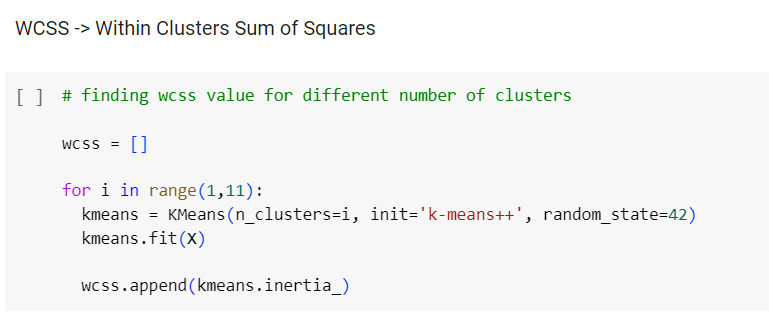 WCSS -> Within Clusters Sum of Squares
[ ] # finding wcss value for different number of clusters
wcss = []
for i in range(1,11):
kmeans = KMeans(n_clusters=i, init='k-means++', random_state=42)
kmeans.fit(X)
wcss.append(kmeans.inertia_)